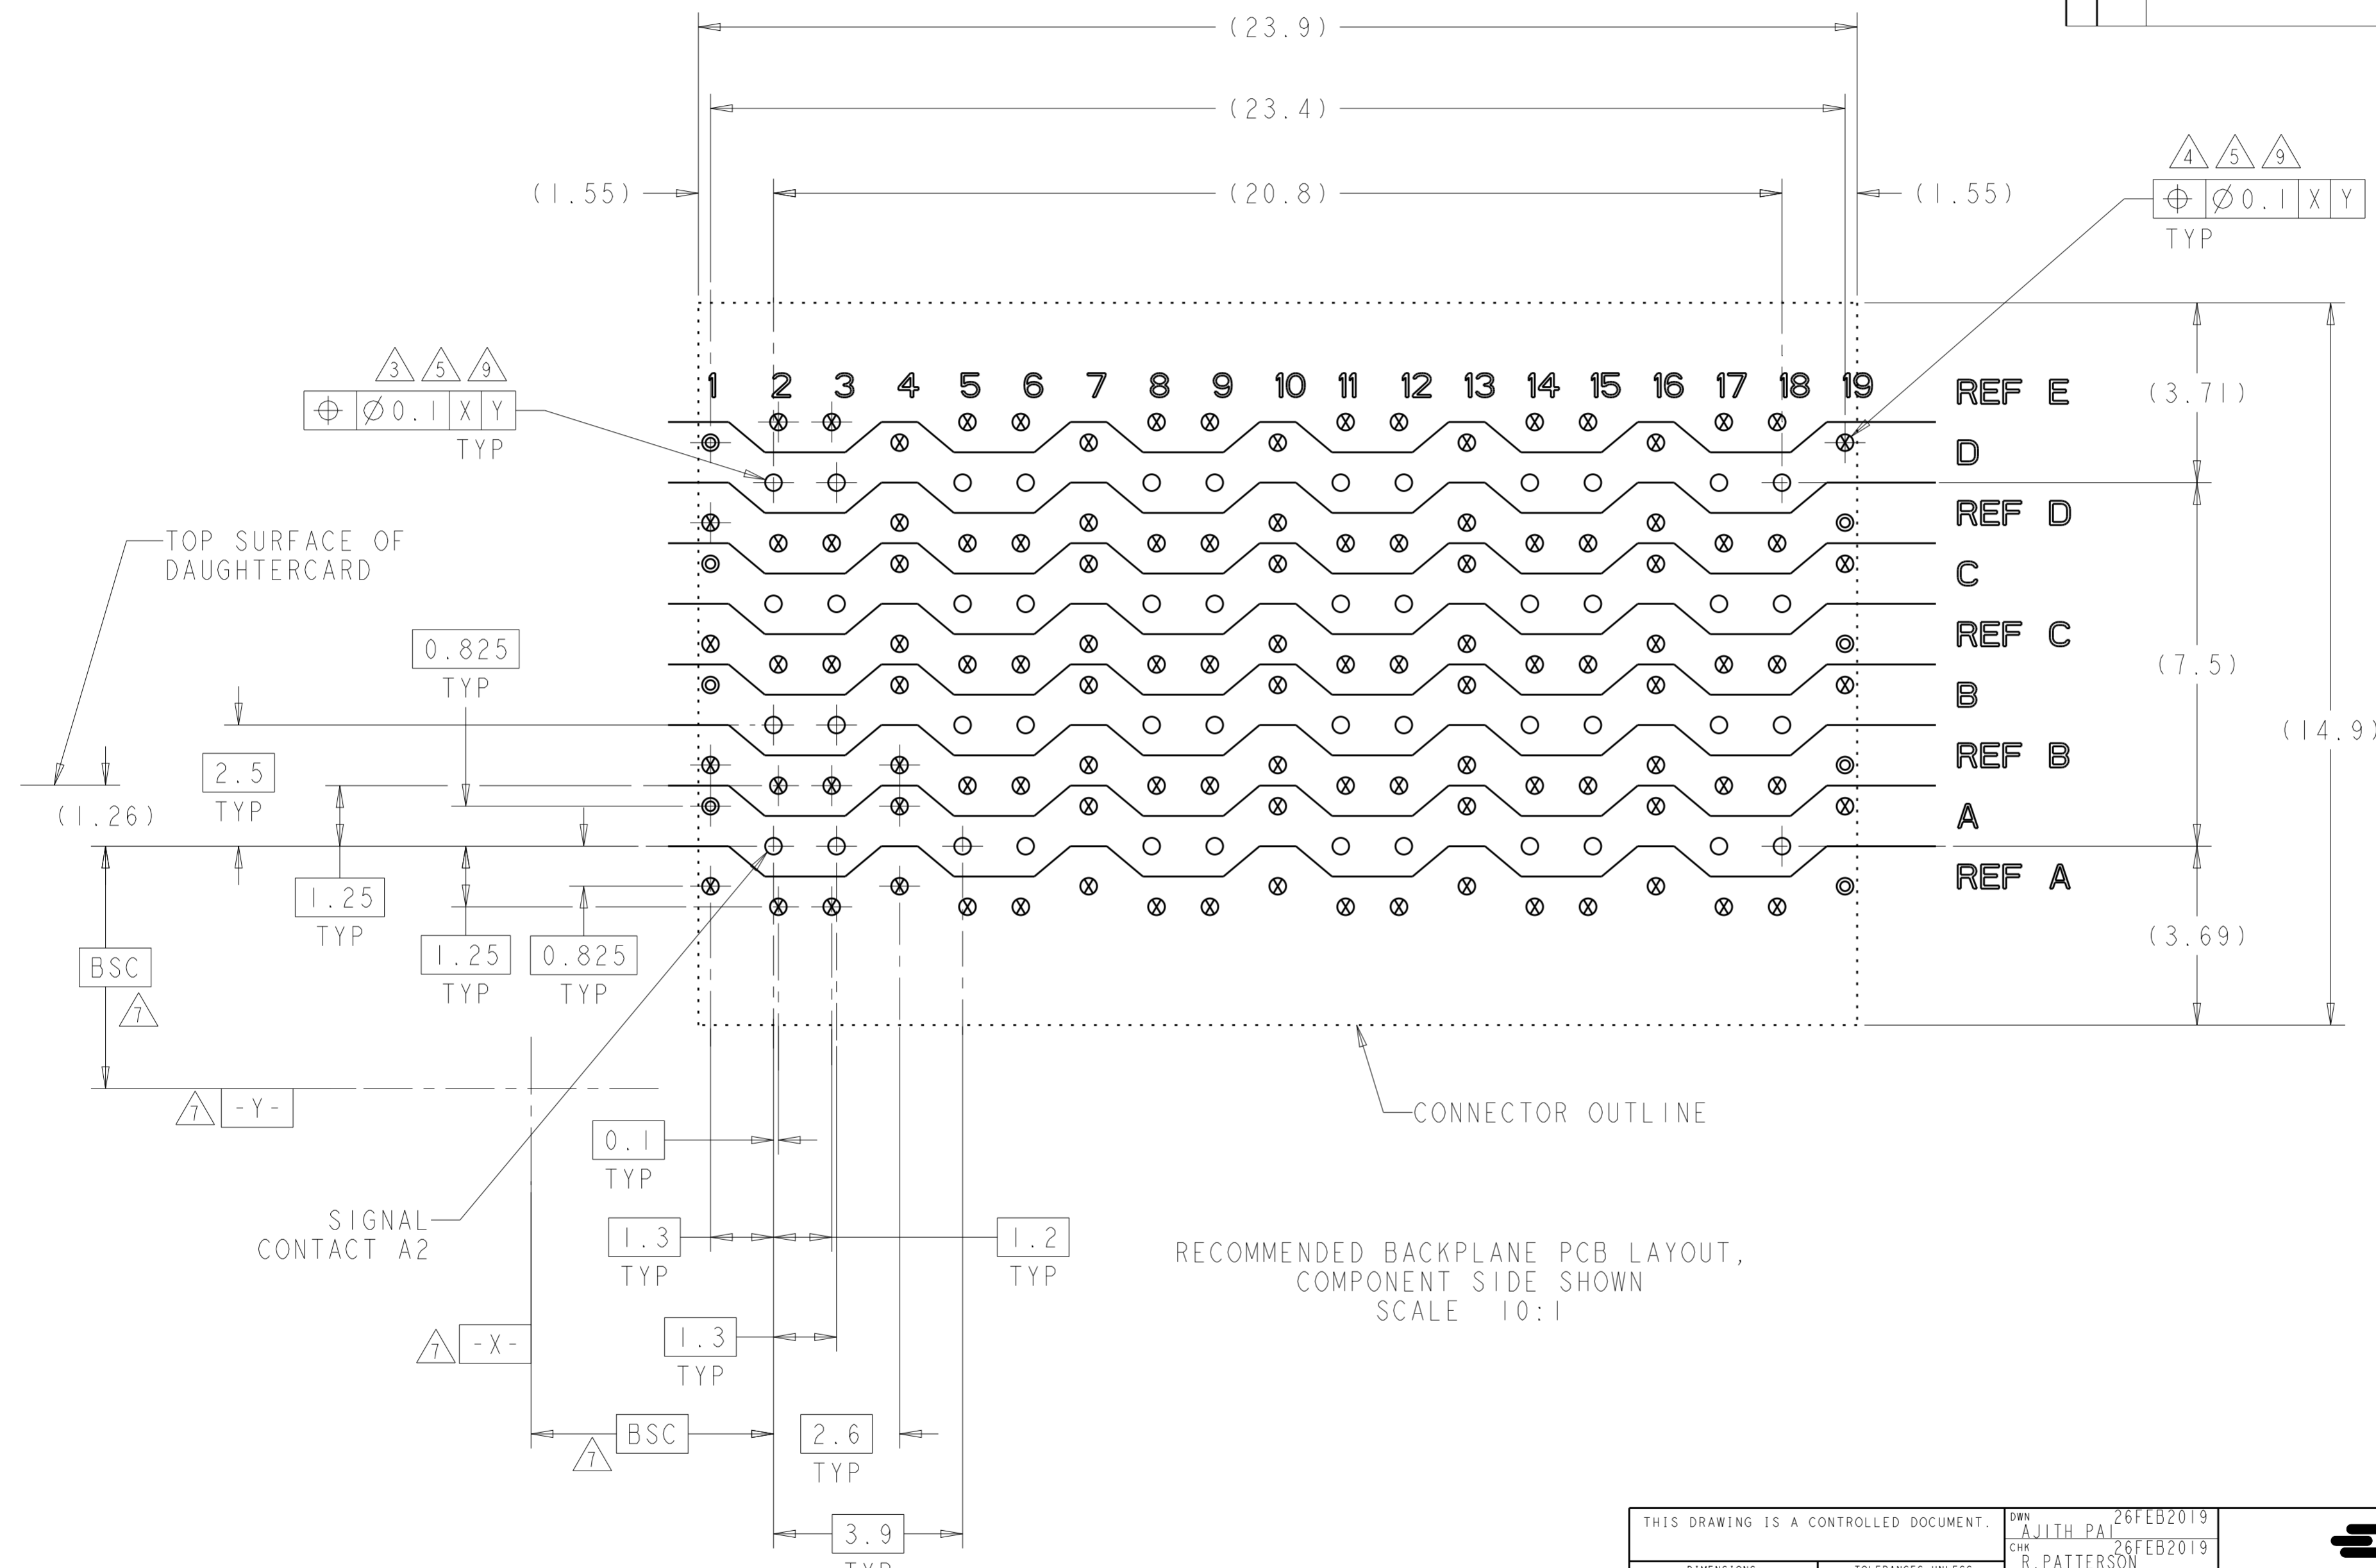 (23.9)
(23.4)
(1.55)
(20.8)
(1.55)
4 5 9
⌖ ∅0.1 X Y
TYP
3 5 9
⌖ ∅0.1 X Y
TYP
1 2 3 4 5 6 7 8 9 10 11 12 13 14 15 16 17 18 19
REF E
(3.71)
D
REF D
TOP SURFACE OF
DAUGHTERCARD
C
REF C
0.825
TYP
(7.5)
B
(14.9)
REF B
2.5
TYP
(1.26)
A
REF A
1.25
TYP
1.25
TYP
0.825
TYP
(3.69)
BSC
7
7 -Y-
CONNECTOR OUTLINE
0.1
TYP
SIGNAL
CONTACT A2
1.3
TYP
1.2
TYP
RECOMMENDED BACKPLANE PCB LAYOUT,
COMPONENT SIDE SHOWN
SCALE 10:1
7 -X-
1.3
TYP
BSC
7
2.6
TYP
3.9
TYP
THIS DRAWING IS A CONTROLLED DOCUMENT.
DWN 26FEB2019
AJITH PAI
CHK 26FEB2019
R.PATTERSON
DIMENSIONS
TOLERANCES UNLESS